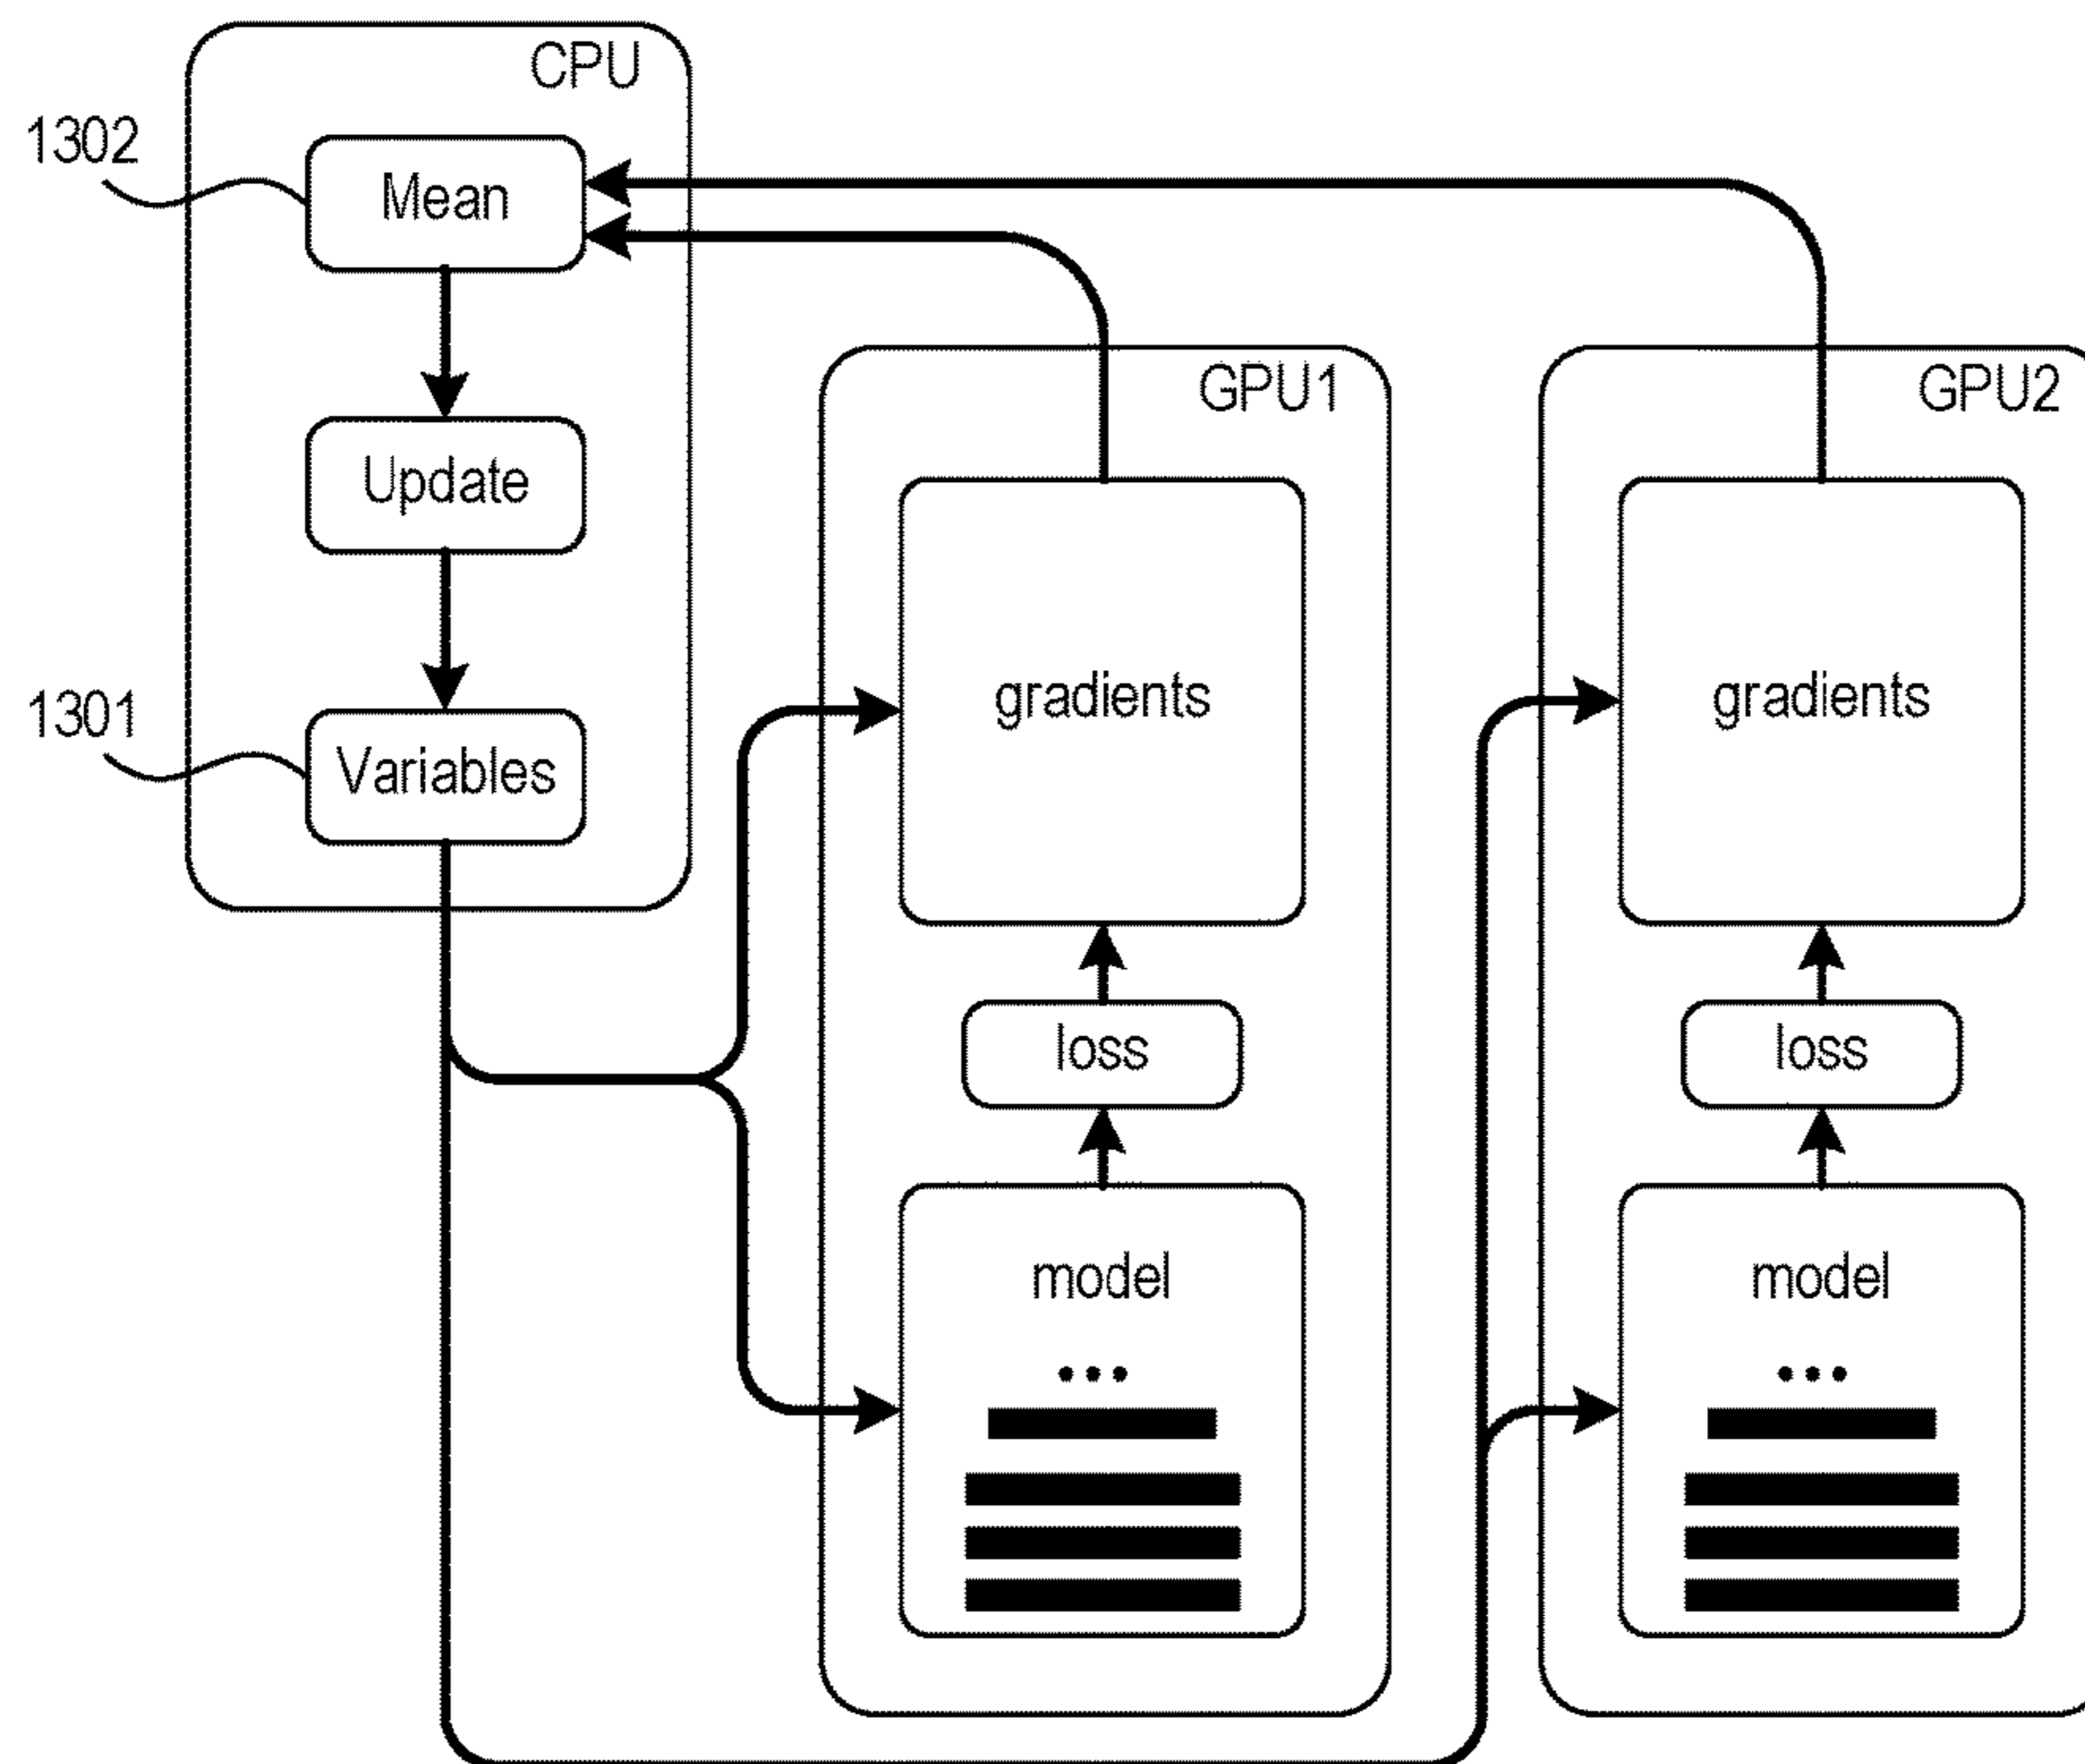 CPU
1302
Mean
Update
1301
Variables
GPU1
gradients
loss
model
...
GPU2
gradients
loss
model
...